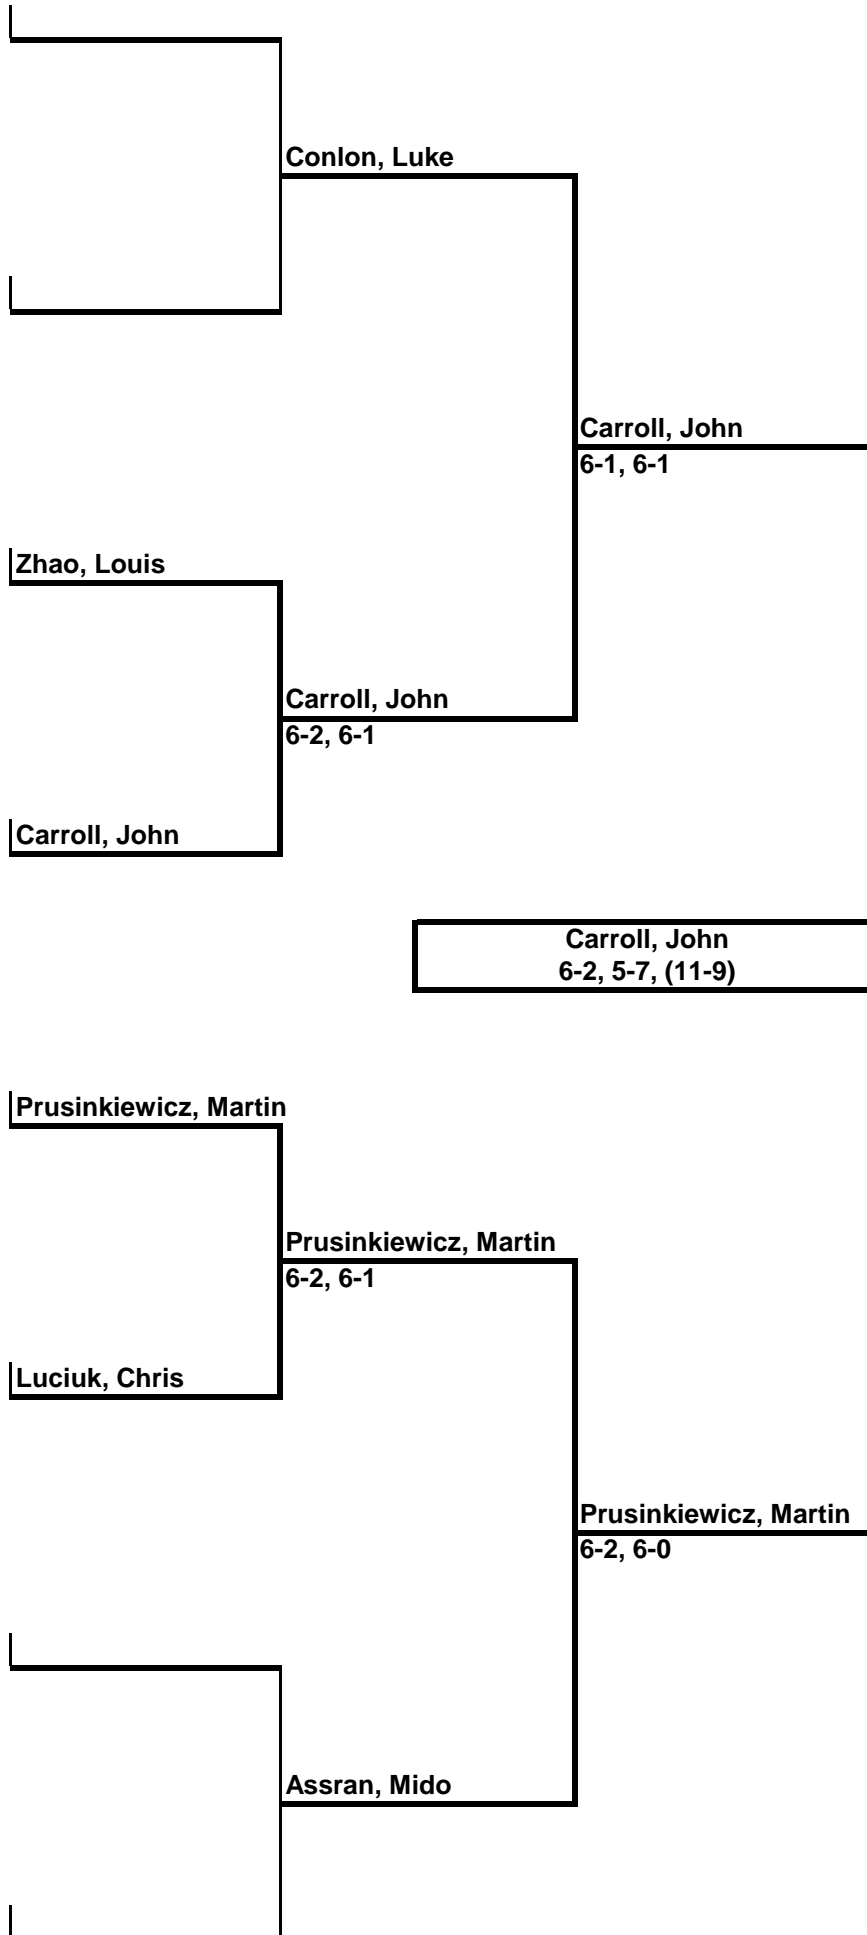 Conlon, Luke
Carroll, John
6-1, 6-1
Zhao, Louis
Carroll, John
6-2, 6-1
Carroll, John
Carroll, John
6-2, 5-7, (11-9)
Prusinkiewicz, Martin
Prusinkiewicz, Martin
6-2, 6-1
Luciuk, Chris
Prusinkiewicz, Martin
6-2, 6-0
Assran, Mido